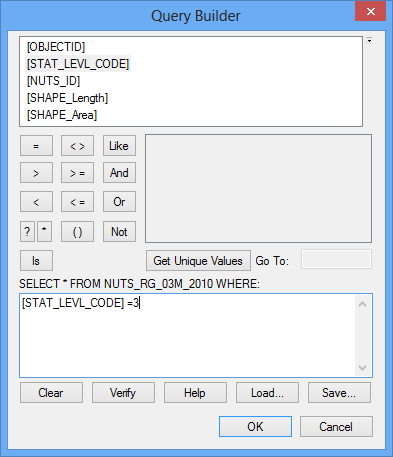 Query Builder
[OBJECTID]
[STAT_LEVL_CODE]
[NUTS_ID]
[SHAPE_Length]
[SHAPE_Area]
= < > Like
> > = And
< < = Or
? * ( ) Not
Is Get Unique Values Go To:
SELECT * FROM NUTS_RG_03M_2010 WHERE:
[STAT_LEVL_CODE] =3
Clear Verify Help Load... Save...
OK Cancel